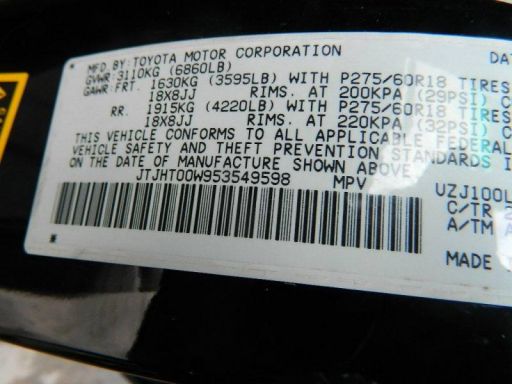 MFD. BY: TOYOTA MOTOR CORPORATION DAT
GVWR: 3110KG (6860LB)
GAWR: FRT. 1630KG (3595LB) WITH P275/60R18 TIRES
18X8JJ RIMS. AT 200KPA (29PSI) C
RR. 1915KG (4220LB) WITH P275/60R18 TIRES
18X8JJ RIMS. AT 220KPA (32PSI) C
THIS VEHICLE CONFORMS TO ALL APPLICABLE FEDERAL
VEHICLE SAFETY AND THEFT PREVENTION STANDARDS
ON THE DATE OF MANUFACTURE SHOWN ABOVE
JTJHT00W953549598 MPV UZJ100L
C/TR 2
A/TM A
MADE